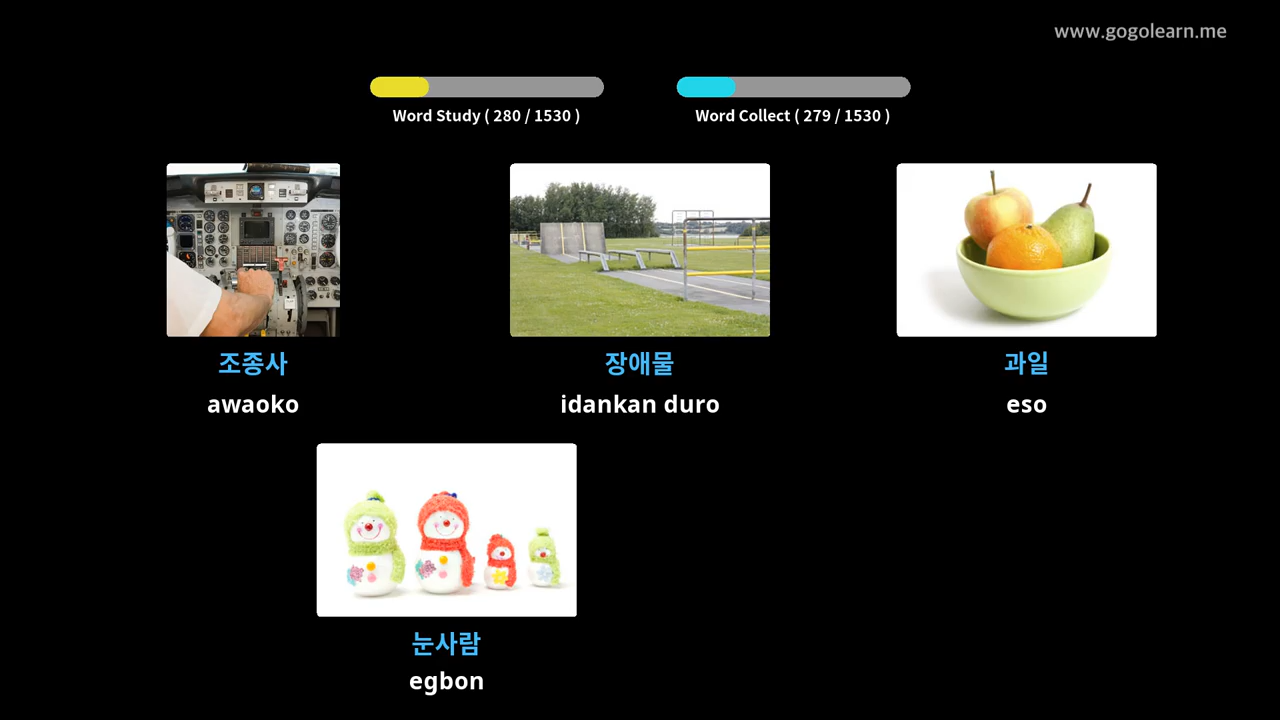 www.gogolearn.me
Word Study ( 280 / 1530 )
Word Collect ( 279 / 1530 )
조종사
awaoko
장애물
idankan duro
과일
eso
눈사람
egbon